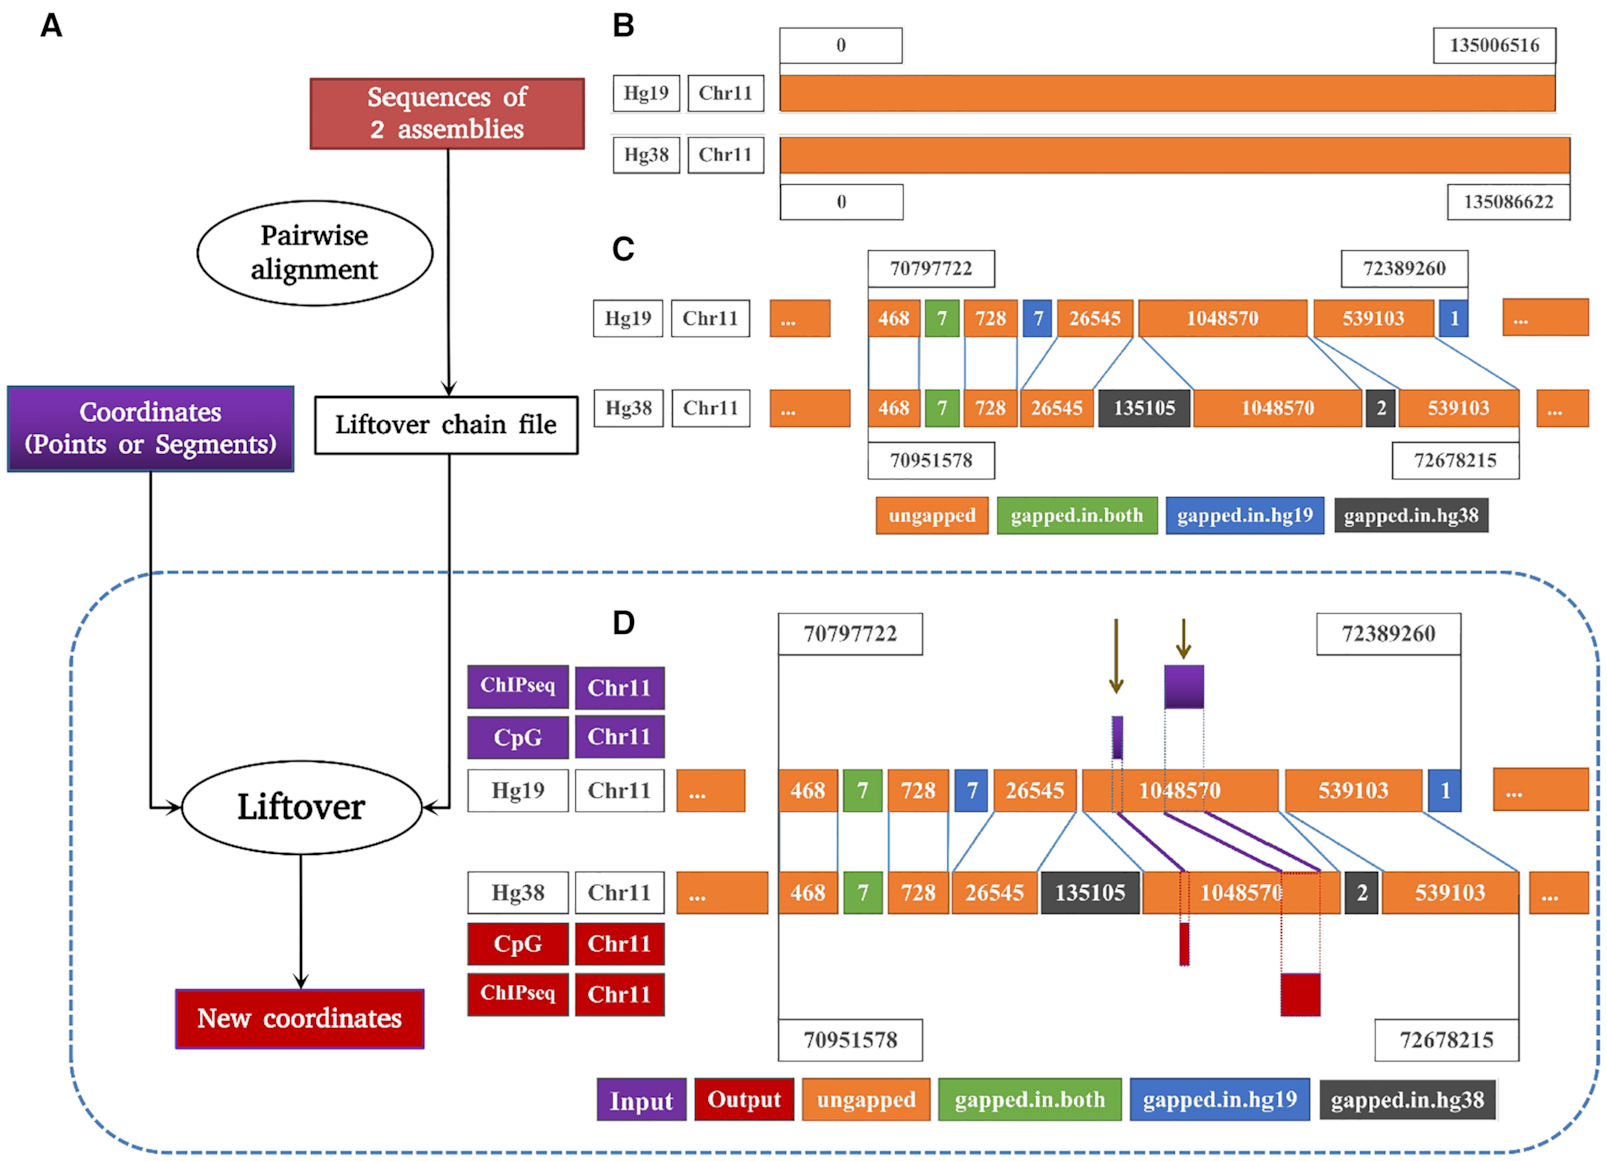 A
Sequences of
2 assemblies
Pairwise
alignment
Coordinates
(Points or Segments)
Liftover chain file
Liftover
New coordinates
B
0
135006516
Hg19 Chr11
Hg38 Chr11
0
135086622
C
70797722
72389260
Hg19 Chr11 ... 468 7 728 7 26545 1048570 539103 1 ...
Hg38 Chr11 ... 468 7 728 26545 135105 1048570 2 539103 ...
70951578
72678215
ungapped gapped.in.both gapped.in.hg19 gapped.in.hg38
D
70797722
72389260
ChIPseq Chr11
CpG Chr11
Hg19 Chr11 ... 468 7 728 7 26545 1048570 539103 1 ...
Hg38 Chr11 ... 468 7 728 26545 135105 1048570 2 539103 ...
CpG Chr11
ChIPseq Chr11
70951578
72678215
Input Output ungapped gapped.in.both gapped.in.hg19 gapped.in.hg38